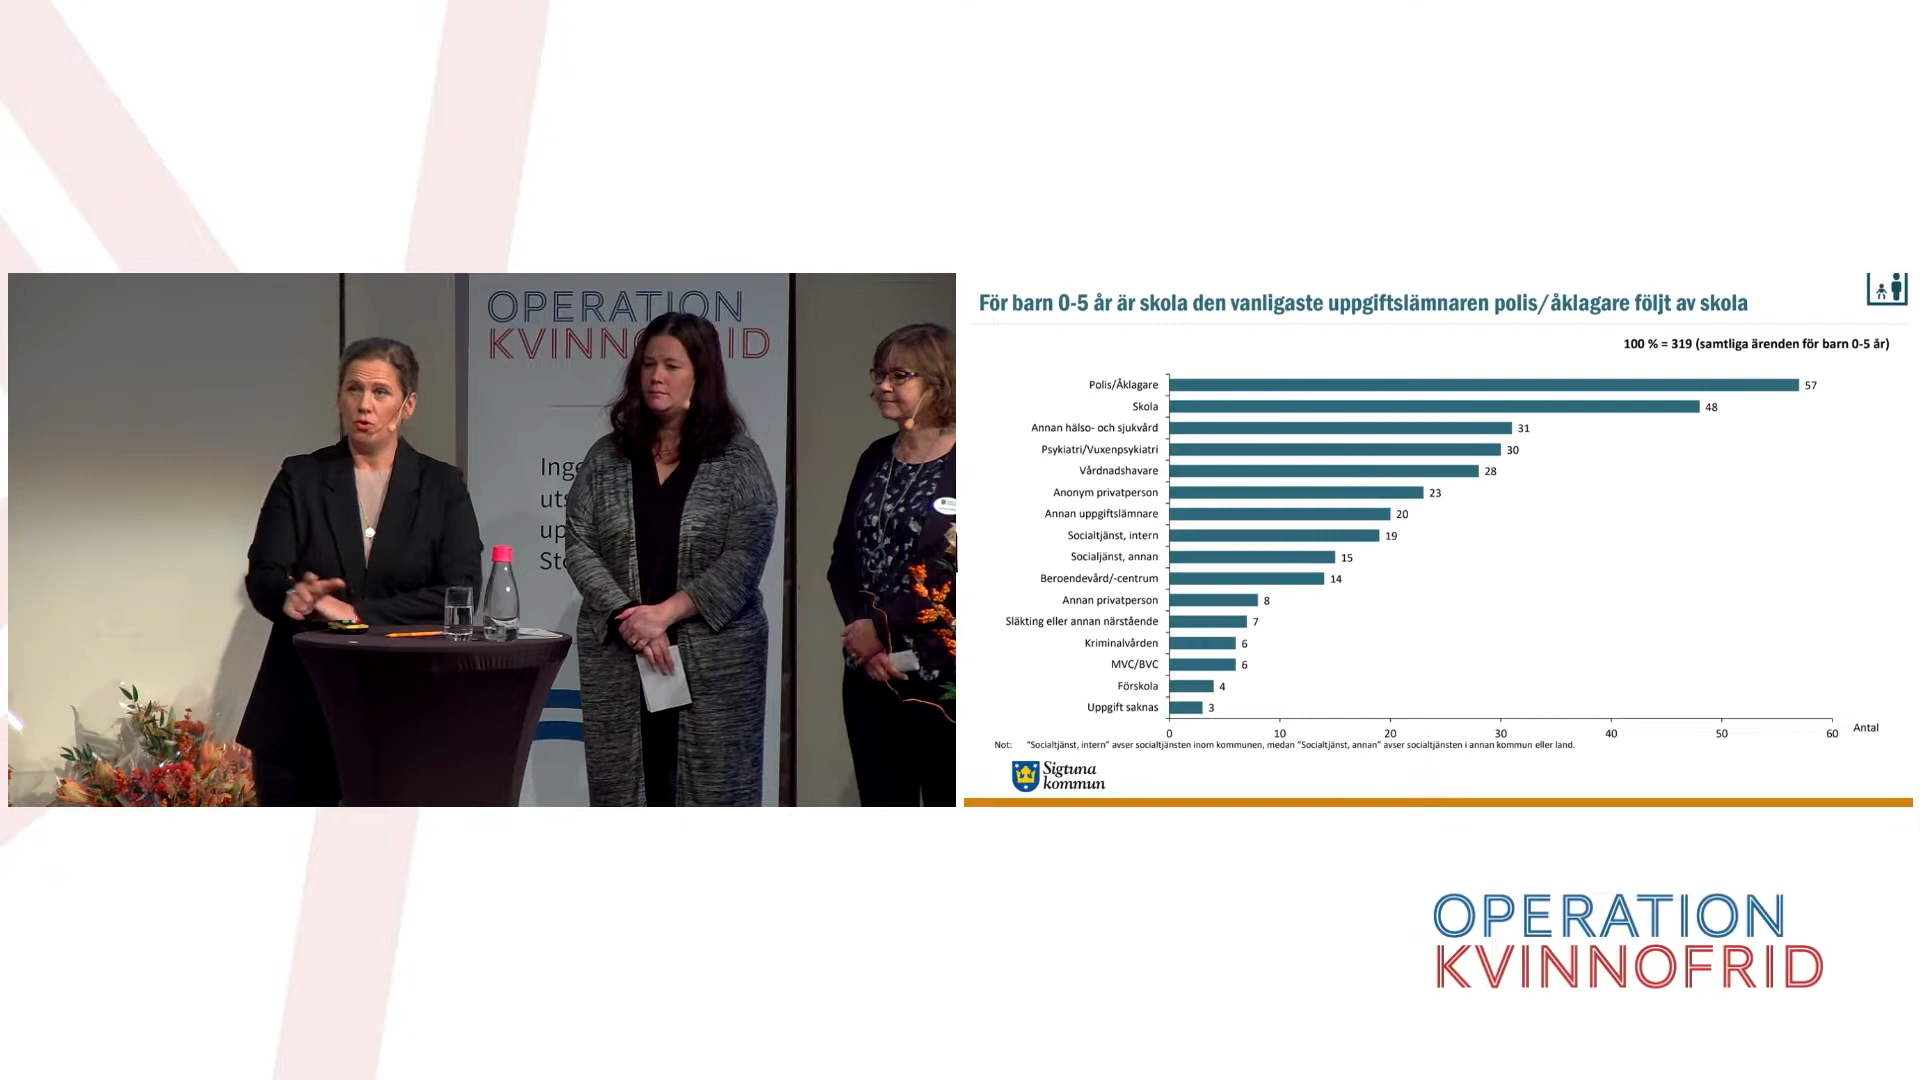 OPERATION
KVINNOFRID
Inge
uts
up
Sto
För barn 0-5 år är skola den vanligaste uppgiftslämnaren polis/åklagare följt av skola
100 % = 319 (samtliga ärenden för barn 0-5 år)
Polis/Åklagare 57
Skola 48
Annan hälso- och sjukvård 31
Psykiatri/Vuxenpsykiatri 30
Vårdnadshavare 28
Anonym privatperson 23
Annan uppgiftslämnare 20
Socialtjänst, intern 19
Socialjänst, annan 15
Beroendevård/-centrum 14
Annan privatperson 8
Släkting eller annan närstående 7
Kriminalvården 6
MVC/BVC 6
Förskola 4
Uppgift saknas 3
0 10 20 30 40 50 60 Antal
Not: "Socialtjänst, intern" avser socialtjänsten inom kommunen, medan "Socialtjänst, annan" avser socialtjänsten i annan kommun eller land.
Sigtuna
kommun
OPERATION
KVINNOFRID